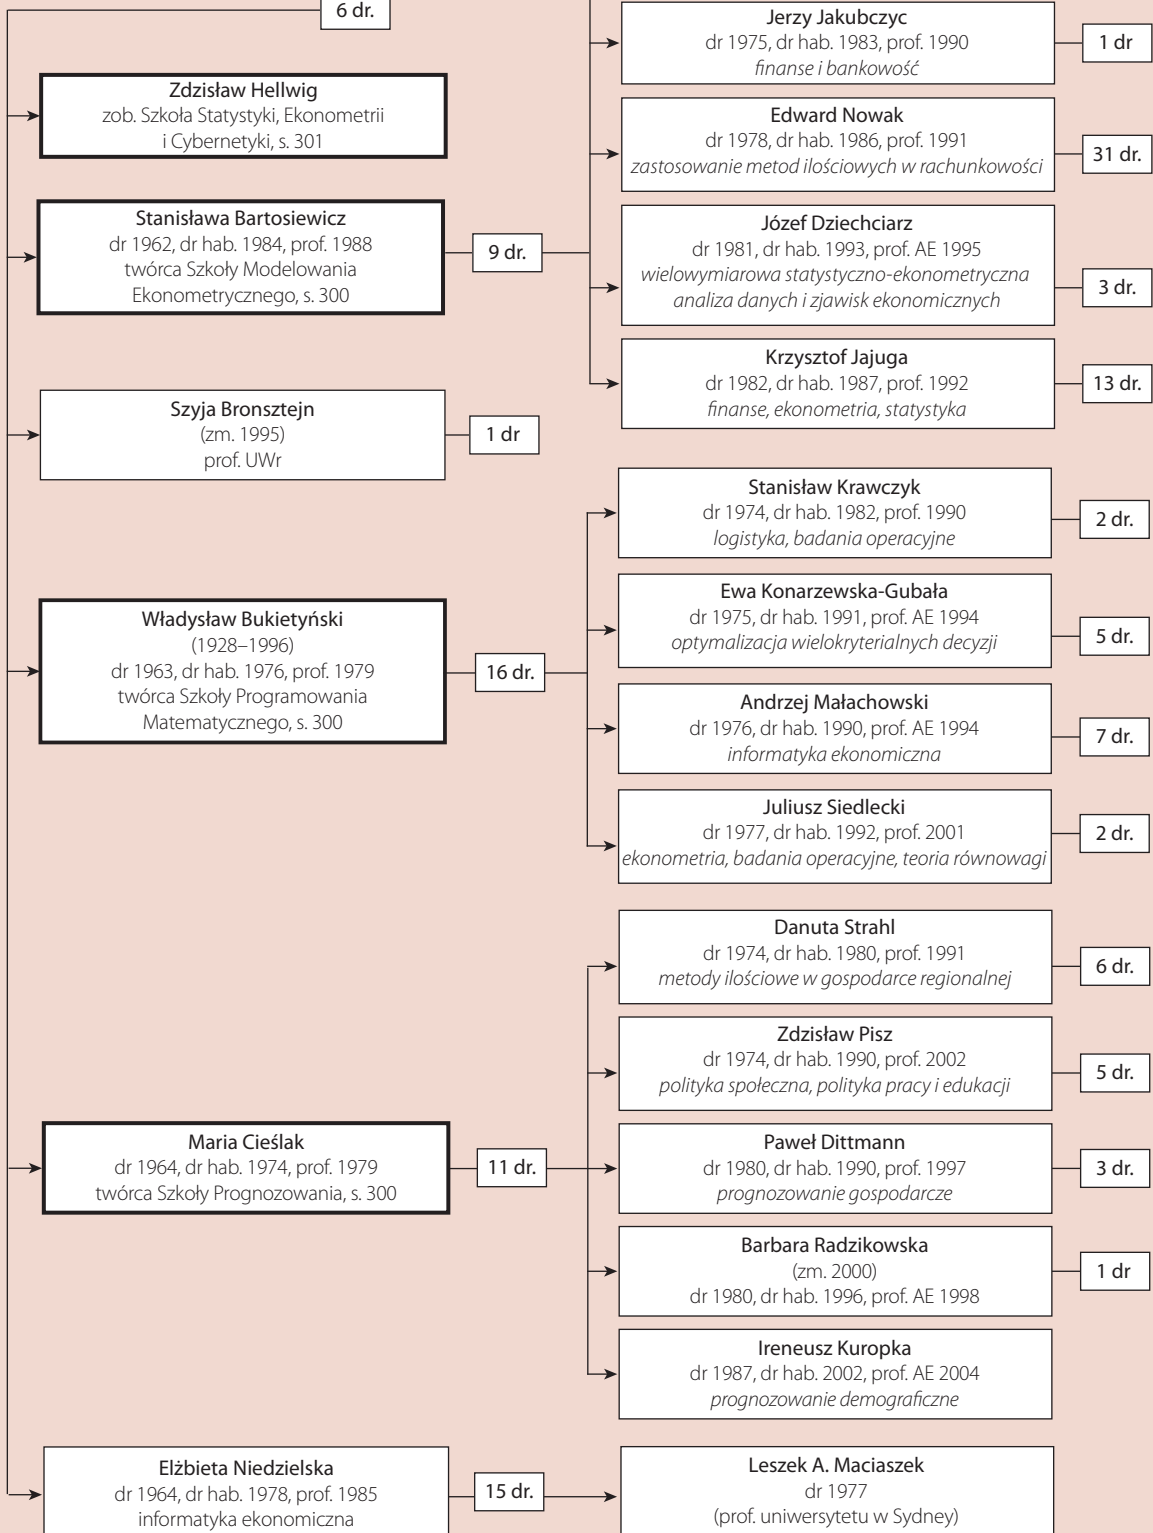 6 dr.
Zdzisław Hellwig
zob. Szkoła Statystyki, Ekonometrii
i Cybernetyki, s. 301
Stanisława Bartosiewicz
dr 1962, dr hab. 1984, prof. 1988
twórca Szkoły Modelowania
Ekonometrycznego, s. 300
9 dr.
Jerzy Jakubczyc
dr 1975, dr hab. 1983, prof. 1990
finanse i bankowość
1 dr
Edward Nowak
dr 1978, dr hab. 1986, prof. 1991
zastosowanie metod ilościowych w rachunkowości
31 dr.
Józef Dziechciarz
dr 1981, dr hab. 1993, prof. AE 1995
wielowymiarowa statystyczno-ekonometryczna
analiza danych i zjawisk ekonomicznych
3 dr.
Krzysztof Jajuga
dr 1982, dr hab. 1987, prof. 1992
finanse, ekonometria, statystyka
13 dr.
Szyja Bronsztejn
(zm. 1995)
prof. UWr
1 dr
Władysław Bukietyński
(1928–1996)
dr 1963, dr hab. 1976, prof. 1979
twórca Szkoły Programowania
Matematycznego, s. 300
16 dr.
Stanisław Krawczyk
dr 1974, dr hab. 1982, prof. 1990
logistyka, badania operacyjne
2 dr.
Ewa Konarzewska-Gubała
dr 1975, dr hab. 1991, prof. AE 1994
optymalizacja wielokryterialnych decyzji
5 dr.
Andrzej Małachowski
dr 1976, dr hab. 1990, prof. AE 1994
informatyka ekonomiczna
7 dr.
Juliusz Siedlecki
dr 1977, dr hab. 1992, prof. 2001
ekonometria, badania operacyjne, teoria równowagi
2 dr.
Maria Cieślak
dr 1964, dr hab. 1974, prof. 1979
twórca Szkoły Prognozowania, s. 300
11 dr.
Danuta Strahl
dr 1974, dr hab. 1980, prof. 1991
metody ilościowe w gospodarce regionalnej
6 dr.
Zdzisław Pisz
dr 1974, dr hab. 1990, prof. 2002
polityka społeczna, polityka pracy i edukacji
5 dr.
Paweł Dittmann
dr 1980, dr hab. 1990, prof. 1997
prognozowanie gospodarcze
3 dr.
Barbara Radzikowska
(zm. 2000)
dr 1980, dr hab. 1996, prof. AE 1998
1 dr
Ireneusz Kuropka
dr 1987, dr hab. 2002, prof. AE 2004
prognozowanie demograficzne
Elżbieta Niedzielska
dr 1964, dr hab. 1978, prof. 1985
informatyka ekonomiczna
15 dr.
Leszek A. Maciaszek
dr 1977
(prof. uniwersytetu w Sydney)